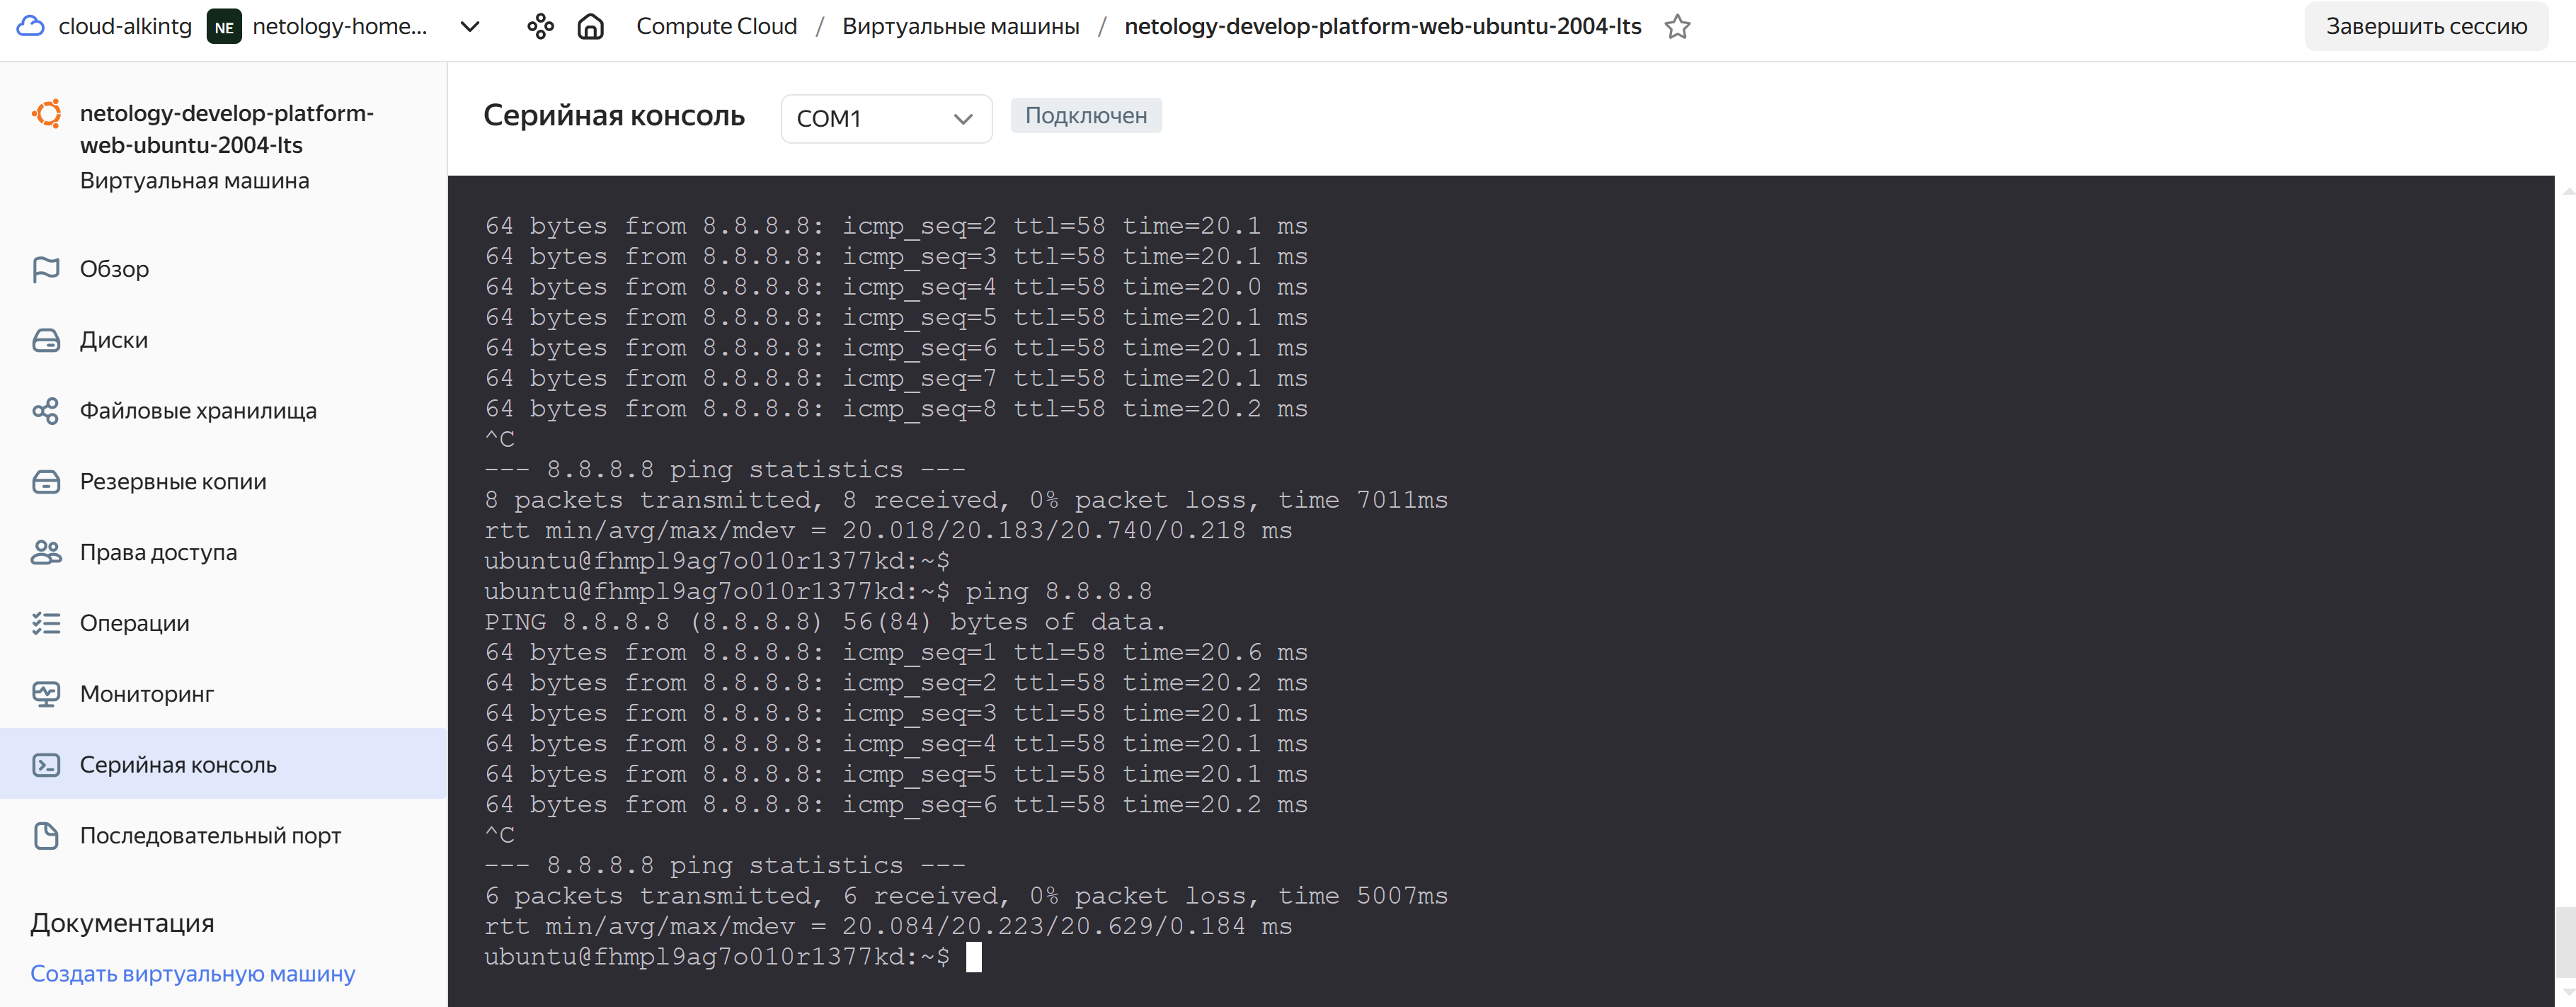 cloud-alkintg NE netology-home... Compute Cloud / Виртуальные машины / netology-develop-platform-web-ubuntu-2004-lts Завершить сессию
netology-develop-platform-
web-ubuntu-2004-lts
Виртуальная машина
Обзор
Диски
Файловые хранилища
Резервные копии
Права доступа
Операции
Мониторинг
Серийная консоль
Последовательный порт
Документация
Создать виртуальную машину
Серийная консоль COM1 Подключен
64 bytes from 8.8.8.8: icmp_seq=2 ttl=58 time=20.1 ms
64 bytes from 8.8.8.8: icmp_seq=3 ttl=58 time=20.1 ms
64 bytes from 8.8.8.8: icmp_seq=4 ttl=58 time=20.0 ms
64 bytes from 8.8.8.8: icmp_seq=5 ttl=58 time=20.1 ms
64 bytes from 8.8.8.8: icmp_seq=6 ttl=58 time=20.1 ms
64 bytes from 8.8.8.8: icmp_seq=7 ttl=58 time=20.1 ms
64 bytes from 8.8.8.8: icmp_seq=8 ttl=58 time=20.2 ms
^C
--- 8.8.8.8 ping statistics ---
8 packets transmitted, 8 received, 0% packet loss, time 7011ms
rtt min/avg/max/mdev = 20.018/20.183/20.740/0.218 ms
ubuntu@fhmpl9ag7o010r1377kd:~$
ubuntu@fhmpl9ag7o010r1377kd:~$ ping 8.8.8.8
PING 8.8.8.8 (8.8.8.8) 56(84) bytes of data.
64 bytes from 8.8.8.8: icmp_seq=1 ttl=58 time=20.6 ms
64 bytes from 8.8.8.8: icmp_seq=2 ttl=58 time=20.2 ms
64 bytes from 8.8.8.8: icmp_seq=3 ttl=58 time=20.1 ms
64 bytes from 8.8.8.8: icmp_seq=4 ttl=58 time=20.1 ms
64 bytes from 8.8.8.8: icmp_seq=5 ttl=58 time=20.1 ms
64 bytes from 8.8.8.8: icmp_seq=6 ttl=58 time=20.2 ms
^C
--- 8.8.8.8 ping statistics ---
6 packets transmitted, 6 received, 0% packet loss, time 5007ms
rtt min/avg/max/mdev = 20.084/20.223/20.629/0.184 ms
ubuntu@fhmpl9ag7o010r1377kd:~$